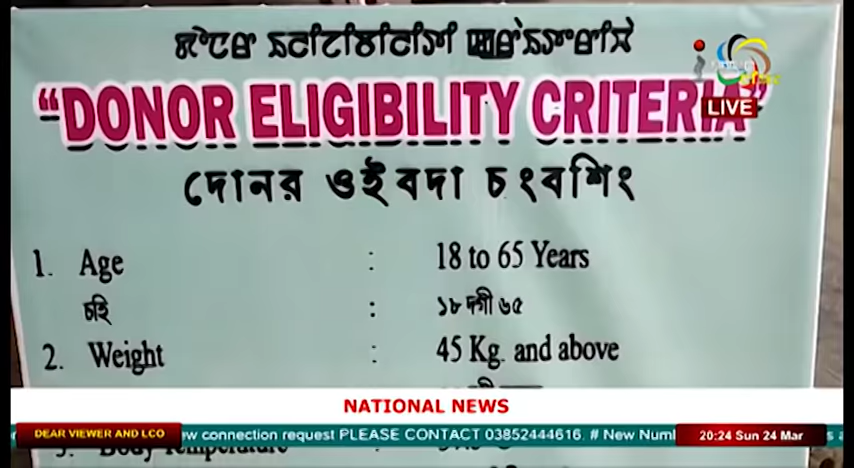 "DONOR ELIGIBILITY CRITERIA"
LIVE
দোনর ওইবদা চংবশিং
1. Age : 18 to 65 Years
চহি : ১৮ দগী ৬৫
2. Weight : 45 Kg. and above
NATIONAL NEWS
DEAR VIEWER AND LCO
ew connection request PLEASE CONTACT 03852444616. # New Num
20:24 Sun 24 Mar
Body Temperature